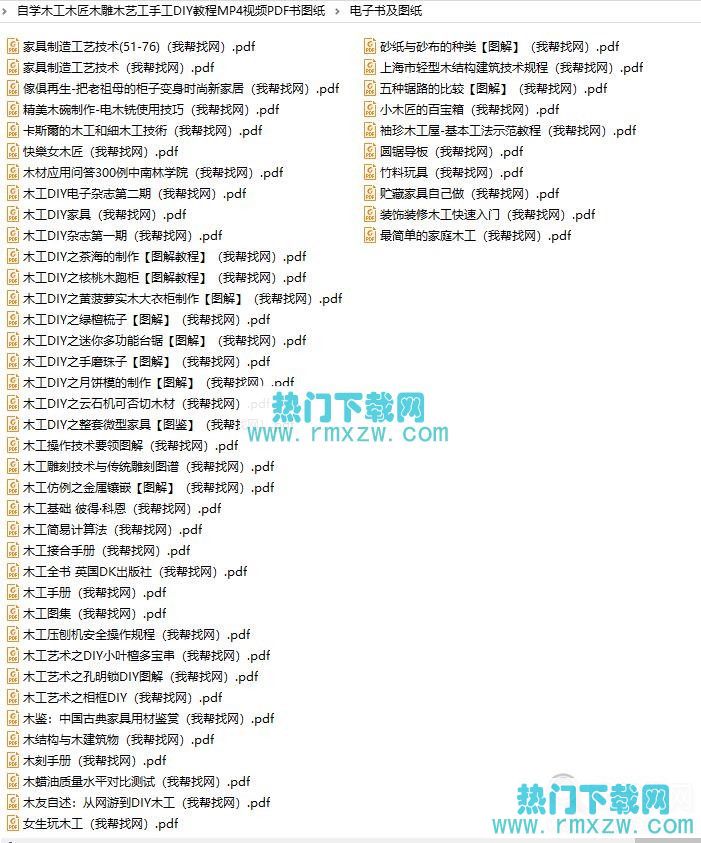 自学木工木匠木雕木艺工手工DIY教程MP4视频PDF书图纸 › 电子书及图纸
家具制造工艺技术(51-76)（我帮找网）.pdf
家具制造工艺技术（我帮找网）.pdf
傢俱再生-把老祖母的柜子变身时尚新家居（我帮找网）.pdf
精美木碗制作-电木铣使用技巧（我帮找网）.pdf
卡斯爾的木工和細木工技術（我帮找网）.pdf
快樂女木匠（我帮找网）.pdf
木材应用问答300例中南林学院（我帮找网）.pdf
木工DIY电子杂志第二期（我帮找网）.pdf
木工DIY家具（我帮找网）.pdf
木工DIY杂志第一期（我帮找网）.pdf
木工DIY之茶海的制作【图解教程】（我帮找网）.pdf
木工DIY之核桃木跑柜【图解教程】（我帮找网）.pdf
木工DIY之黄菠萝实木大衣柜制作【图解】（我帮找网）.pdf
木工DIY之绿檀梳子【图解】（我帮找网）.pdf
木工DIY之迷你多功能台锯【图解】（我帮找网）.pdf
木工DIY之手磨珠子【图解】（我帮找网）.pdf
木工DIY之月饼模的制作【图解】（我帮找网）.pdf
木工DIY之云石机可否切木材（我帮找网）.pdf
木工DIY之整套微型家具【图鉴】（我帮
木工操作技术要领图解（我帮找网）.pdf
木工雕刻技术与传统雕刻图谱（我帮找网）.pdf
木工仿例之金属镶嵌【图解】（我帮找网）.pdf
木工基础 彼得·科恩（我帮找网）.pdf
木工简易计算法（我帮找网）.pdf
木工接合手册（我帮找网）.pdf
木工全书 英国DK出版社（我帮找网）.pdf
木工手册（我帮找网）.pdf
木工图集（我帮找网）.pdf
木工压刨机安全操作规程（我帮找网）.pdf
木工艺术之DIY小叶檀多宝串（我帮找网）.pdf
木工艺术之孔明锁DIY图解（我帮找网）.pdf
木工艺术之相框DIY（我帮找网）.pdf
木鉴：中国古典家具用材鉴赏（我帮找网）.pdf
木结构与木建筑物（我帮找网）.pdf
木刻手册（我帮找网）.pdf
木蜡油质量水平对比测试（我帮找网）.pdf
木友自述：从网游到DIY木工（我帮找网）.pdf
女生玩木工（我帮找网）.pdf
砂纸与砂布的种类【图解】（我帮找网）.pdf
上海市轻型木结构建筑技术规程（我帮找网）.pdf
五种锯路的比较【图解】（我帮找网）.pdf
小木匠的百宝箱（我帮找网）.pdf
袖珍木工屋-基本工法示范教程（我帮找网）.pdf
圆锯导板（我帮找网）.pdf
竹料玩具（我帮找网）.pdf
贮藏家具自己做（我帮找网）.pdf
装饰装修木工快速入门（我帮找网）.pdf
最简单的家庭木工（我帮找网）.pdf
热门下载网
www.rmxzw.com
热门下载网
www.rmxzw.com